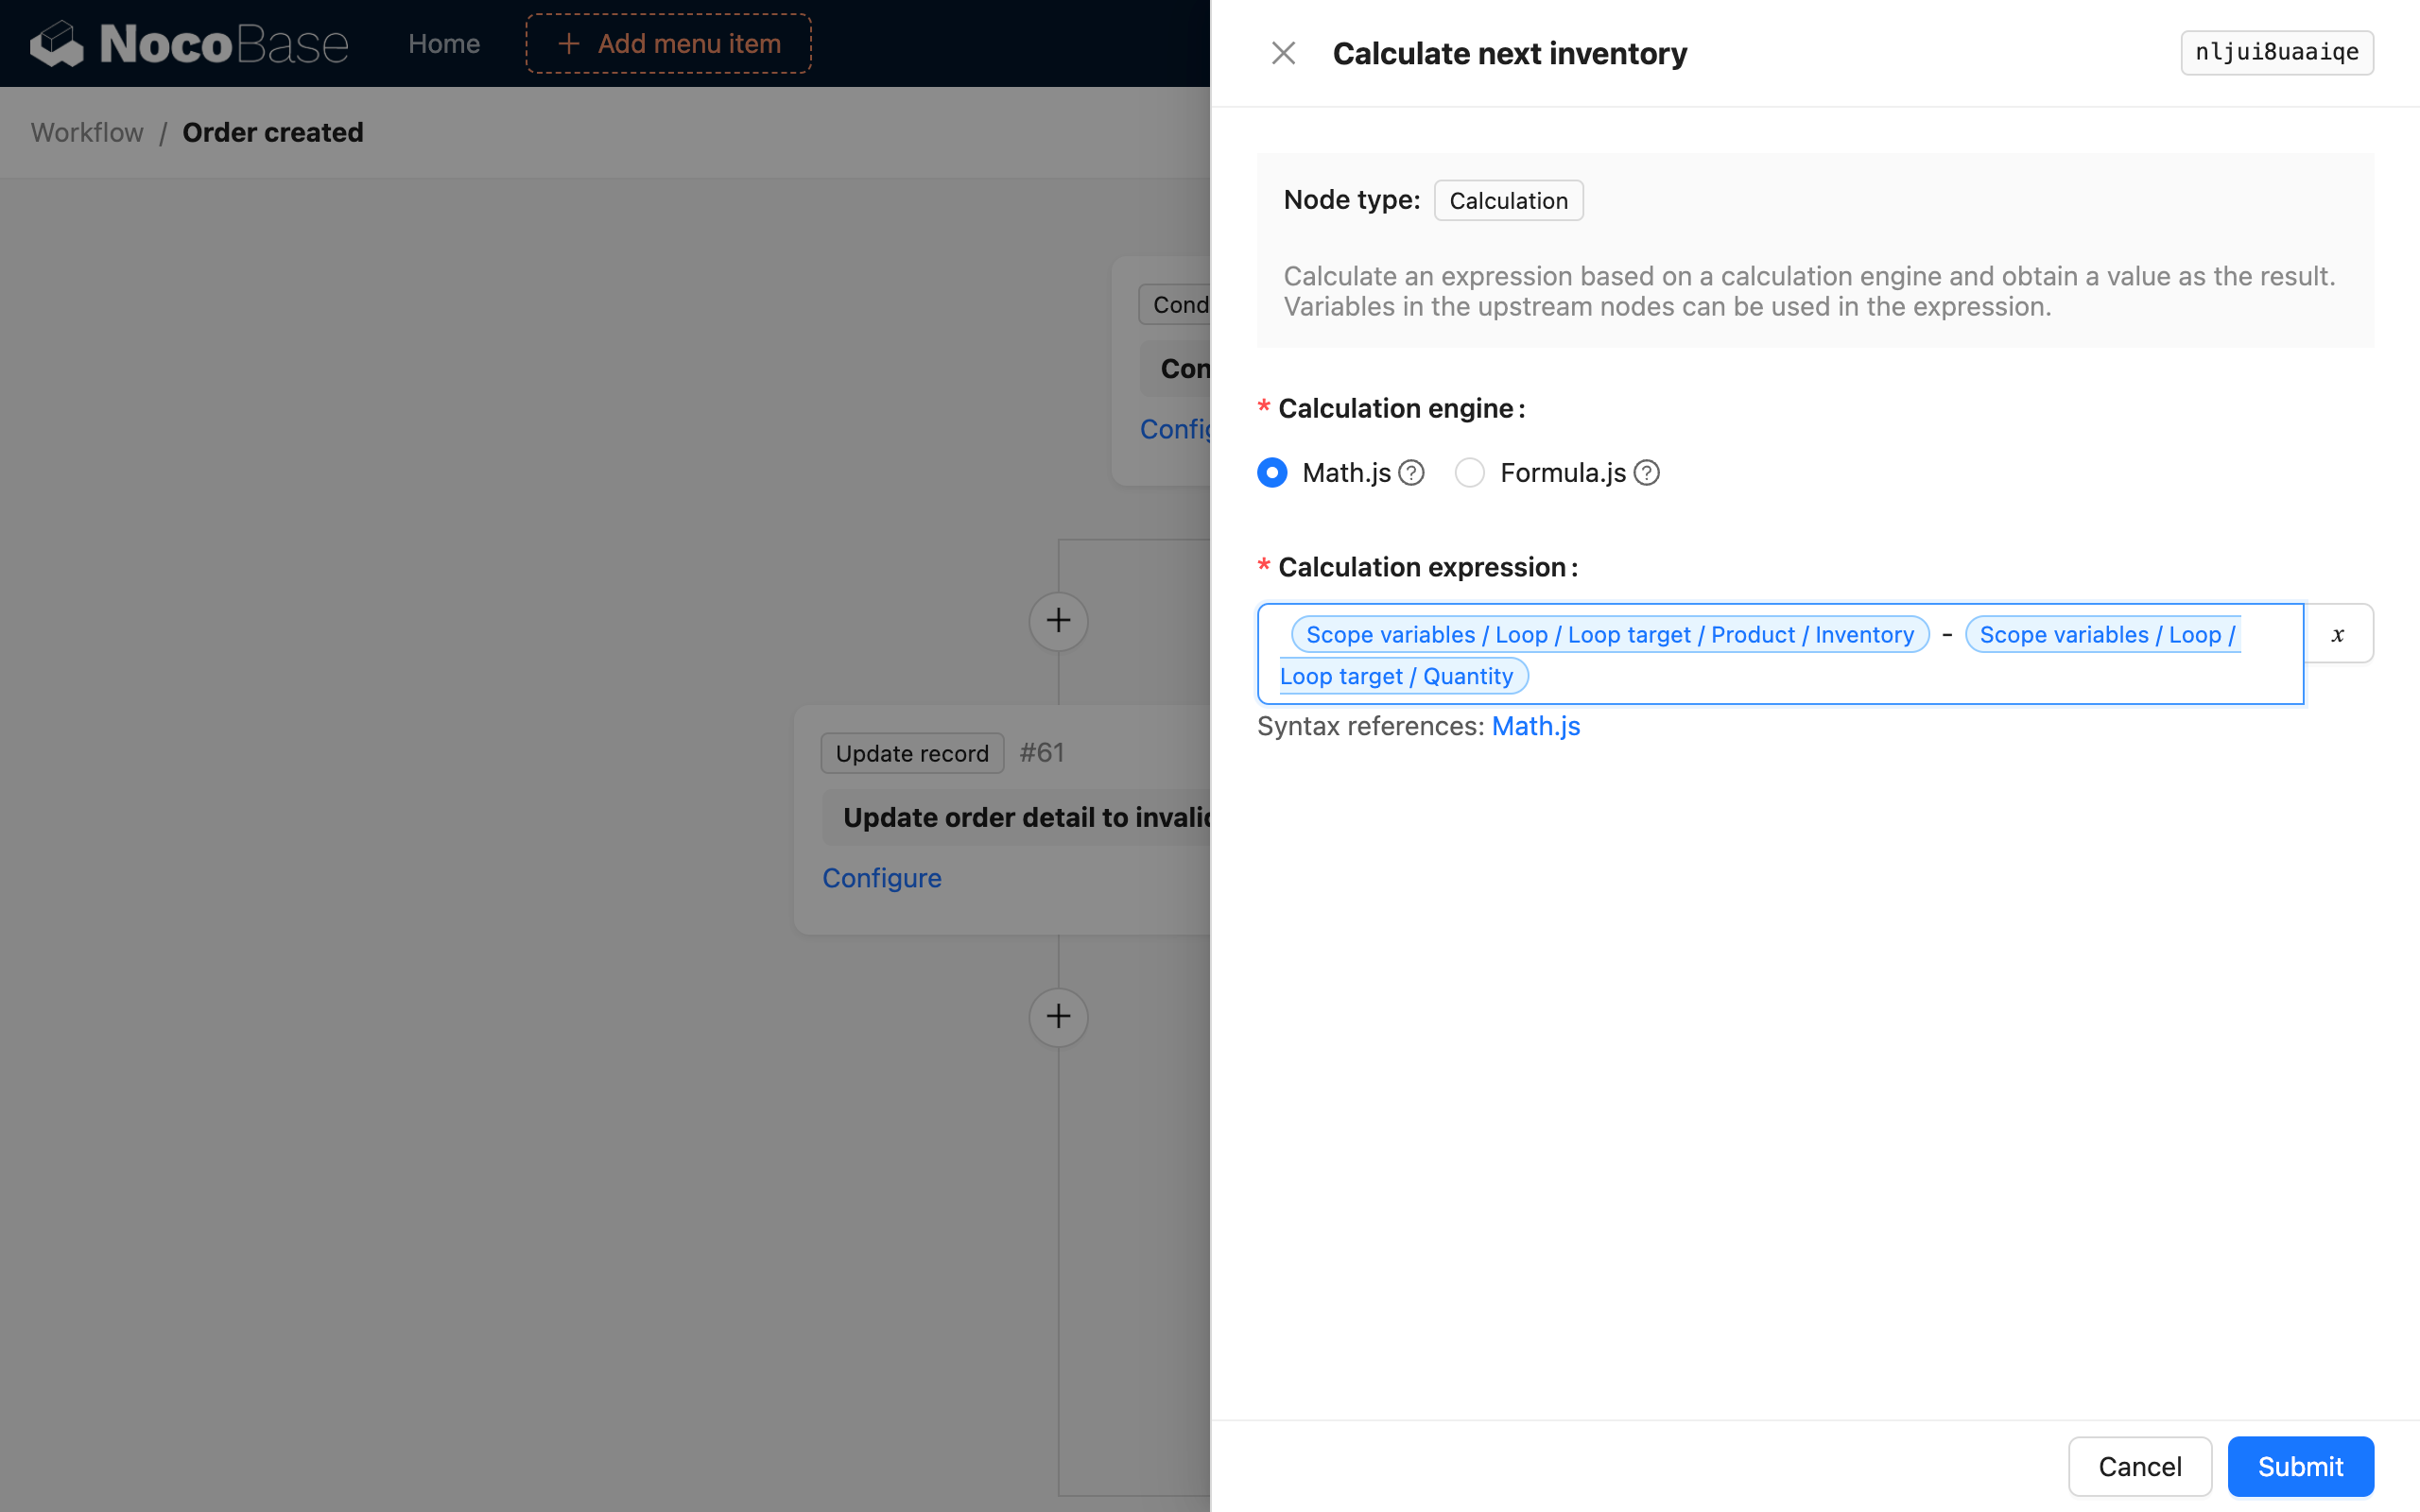 NocoBase
Home
+ Add menu item
Workflow / Order created
Con
Update record #61
Update order detail to
Configure
Calculate next inventory
nljui8uaaiqe
Node type: Calculation
Calculate an expression based on a calculation engine and obtain a value as the result.
Variables in the upstream nodes can be used in the expression.
* Calculation engine:
Math.js ? Formula.js ?
* Calculation expression:
Scope variables / Loop / Loop target / Product / Inventory - Scope variables / Loop /
Loop target / Quantity
x
Syntax references: Math.js
Cancel
Submit